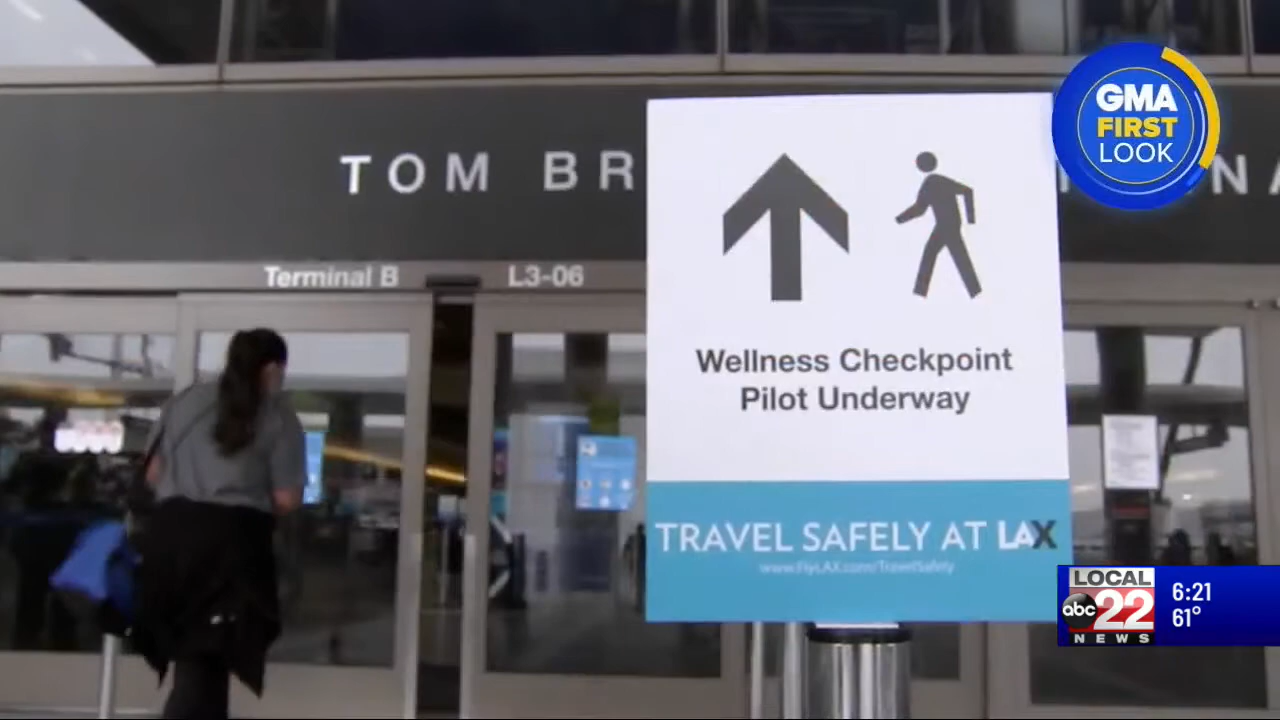 GMA
FIRST
LOOK
TOM BR
NA
Terminal B
L3-06
Wellness Checkpoint
Pilot Underway
TRAVEL SAFELY AT LAX
www.FlyLAX.com/TravelSafety
LOCAL
abc 22
NEWS
6:21
61°